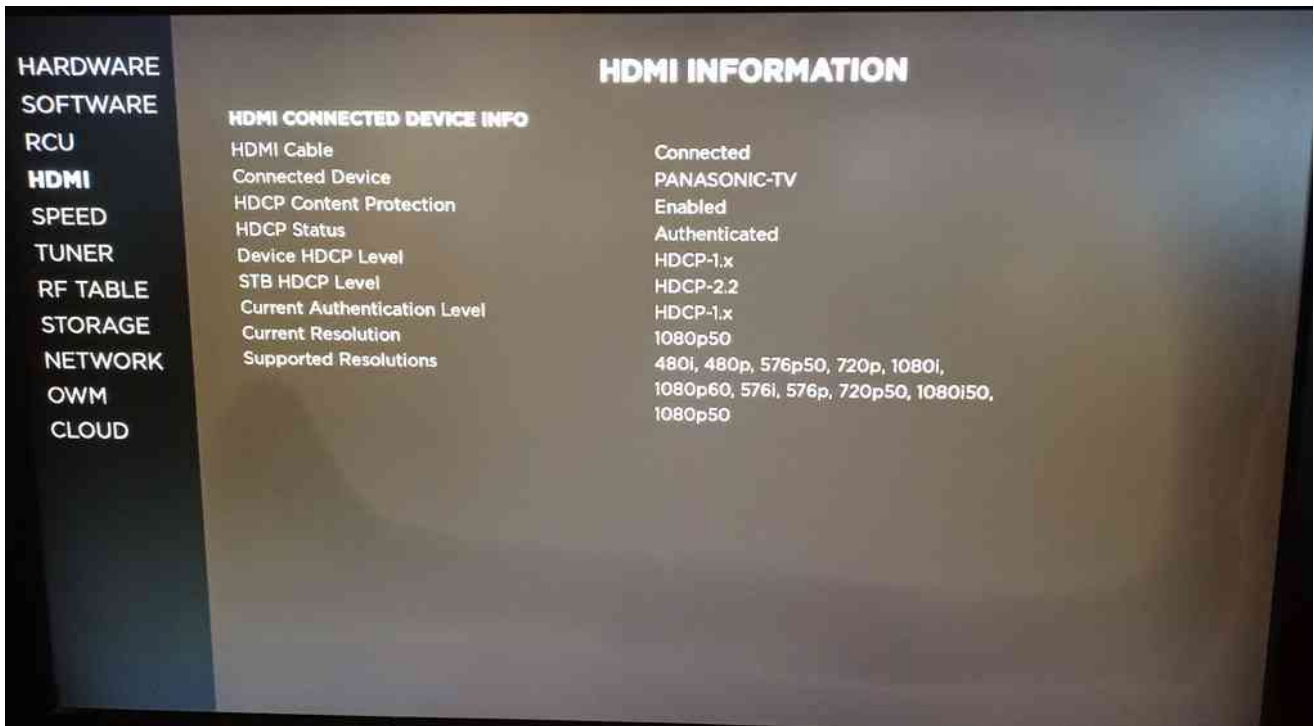 HARDWARE
SOFTWARE
RCU
HDMI
SPEED
TUNER
RF TABLE
STORAGE
NETWORK
OWM
CLOUD
HDMI INFORMATION
HDMI CONNECTED DEVICE INFO
HDMI Cable Connected
Connected Device PANASONIC-TV
HDCP Content Protection Enabled
HDCP Status Authenticated
Device HDCP Level HDCP-1.x
STB HDCP Level HDCP-2.2
Current Authentication Level HDCP-1.x
Current Resolution 1080p50
Supported Resolutions 480i, 480p, 576p50, 720p, 1080i,
1080p60, 576i, 576p, 720p50, 1080i50,
1080p50